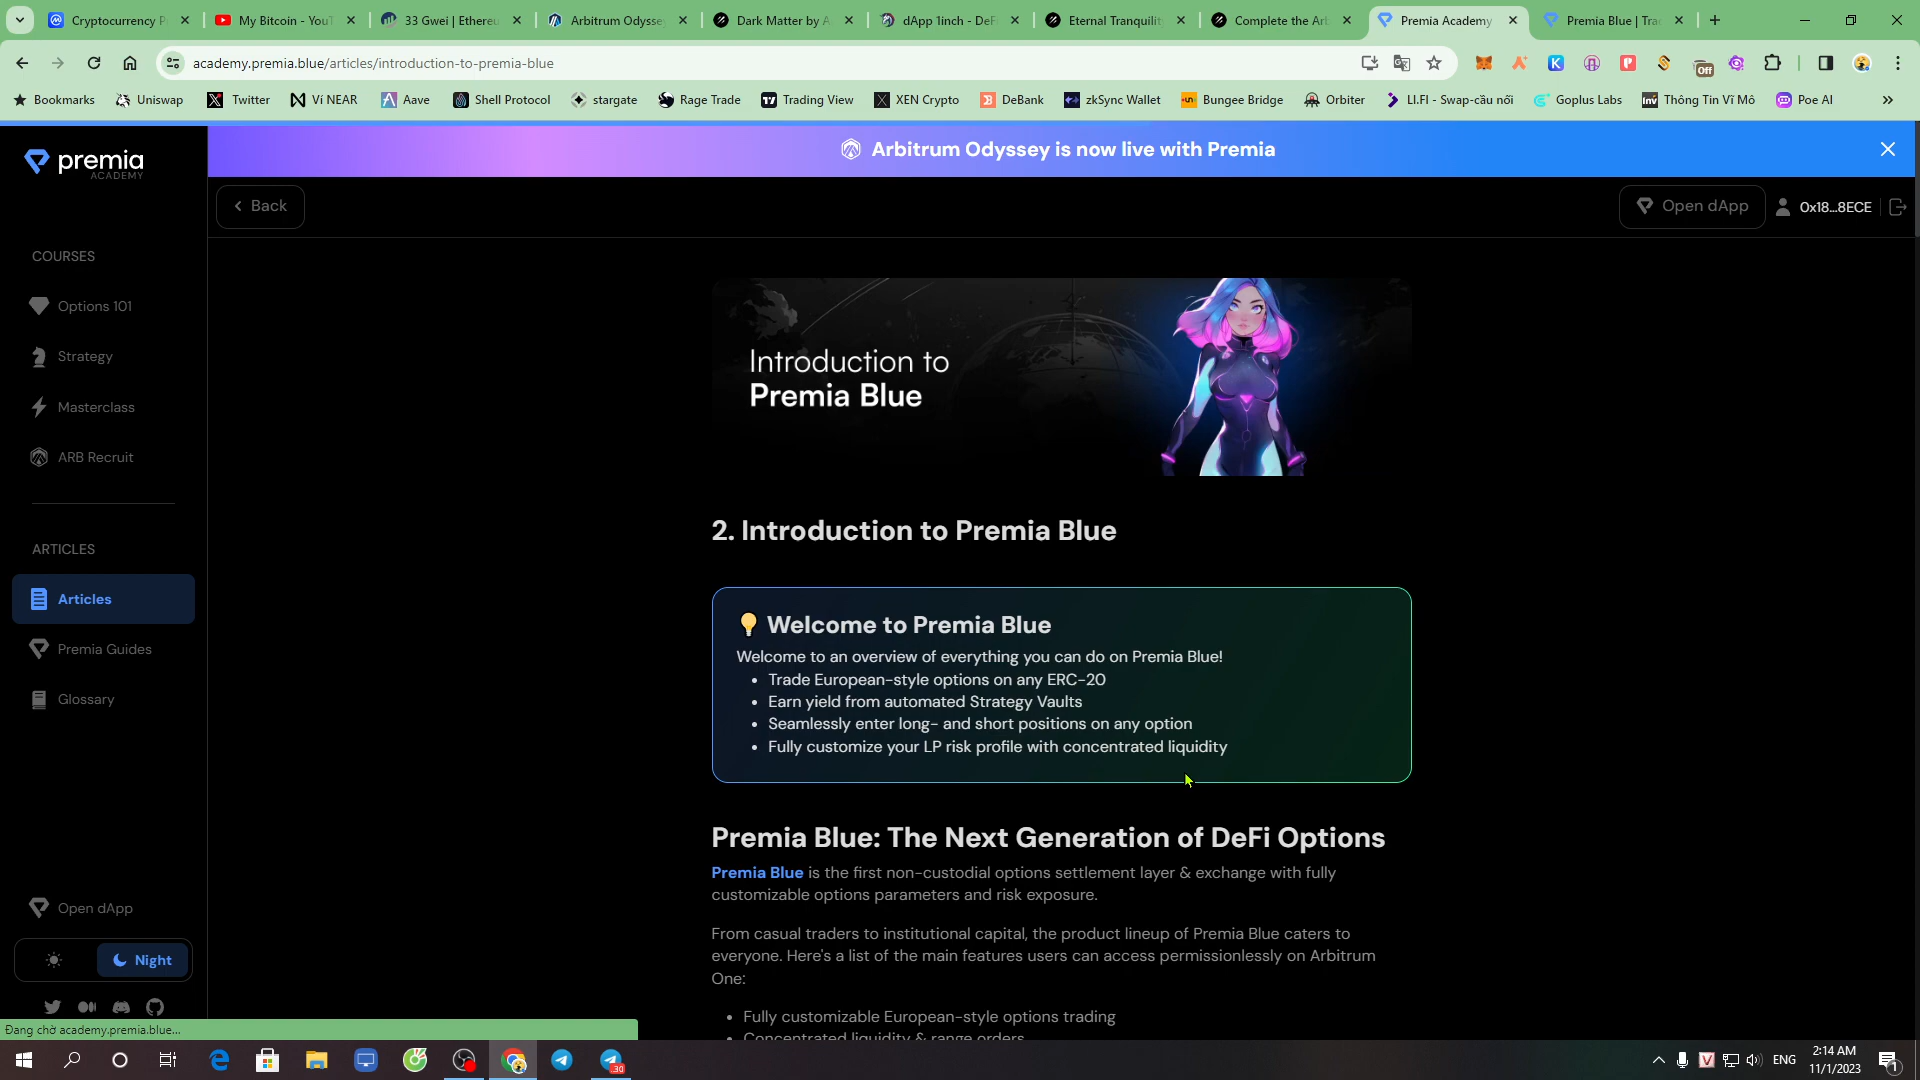 Cryptocurrency P
My Bitcoin - YouT
33 Gwei | Ethereu
Arbitrum Odysse
Dark Matter by A
dApp 1inch - DeFi
Eternal Tranquilit
Complete the Arb
Premia Academy
Premia Blue | Trad
academy.premia.blue/articles/introduction-to-premia-blue
Off
Bookmarks
Uniswap
Twitter
Ví NEAR
Aave
Shell Protocol
stargate
Rage Trade
Trading View
XEN Crypto
DeBank
zkSync Wallet
Bungee Bridge
Orbiter
LI.FI - Swap-cầu nối
Goplus Labs
Thông Tin Vĩ Mô
Poe AI
premia
ACADEMY
Arbitrum Odyssey is now live with Premia
Back
Open dApp
0x18...8ECE
COURSES
Options 101
Strategy
Masterclass
ARB Recruit
ARTICLES
Articles
Premia Guides
Glossary
Open dApp
Night
Introduction to
Premia Blue
2. Introduction to Premia Blue
Welcome to Premia Blue
Welcome to an overview of everything you can do on Premia Blue!
• Trade European-style options on any ERC-20
• Earn yield from automated Strategy Vaults
• Seamlessly enter long- and short positions on any option
• Fully customize your LP risk profile with concentrated liquidity
Premia Blue: The Next Generation of DeFi Options
Premia Blue is the first non-custodial options settlement layer & exchange with fully
customizable options parameters and risk exposure.
From casual traders to institutional capital, the product lineup of Premia Blue caters to
everyone. Here's a list of the main features users can access permissionlessly on Arbitrum
One:
• Fully customizable European-style options trading
• Concentrated liquidity & range orders
Đang chờ academy.premia.blue...
30
ENG
2:14 AM
11/1/2023
1